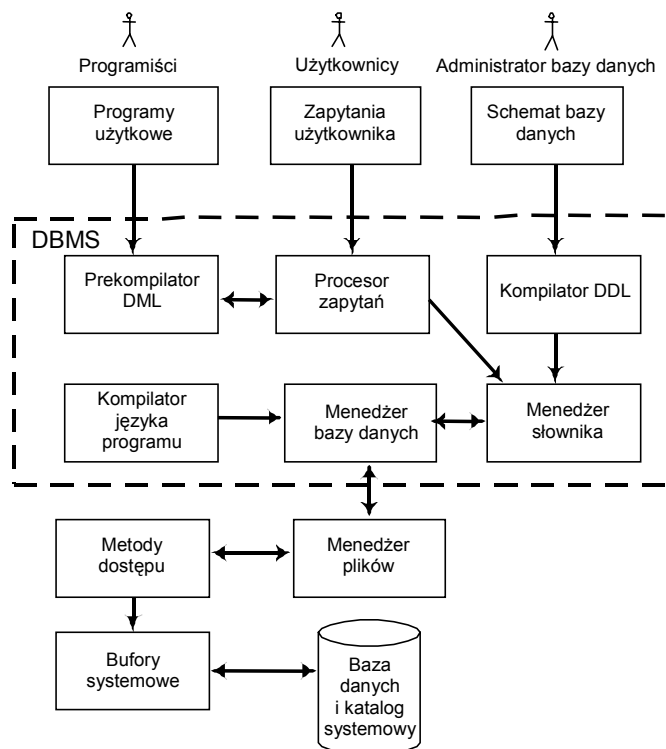 Programiści
Użytkownicy
Administrator bazy danych
Programy
użytkowe
Zapytania
użytkownika
Schemat bazy
danych
DBMS
Prekompilator
DML
Procesor
zapytań
Kompilator DDL
Kompilator
języka
programu
Menedżer
bazy danych
Menedżer
słownika
Metody
dostępu
Menedżer
plików
Bufory
systemowe
Baza
danych
i katalog
systemowy